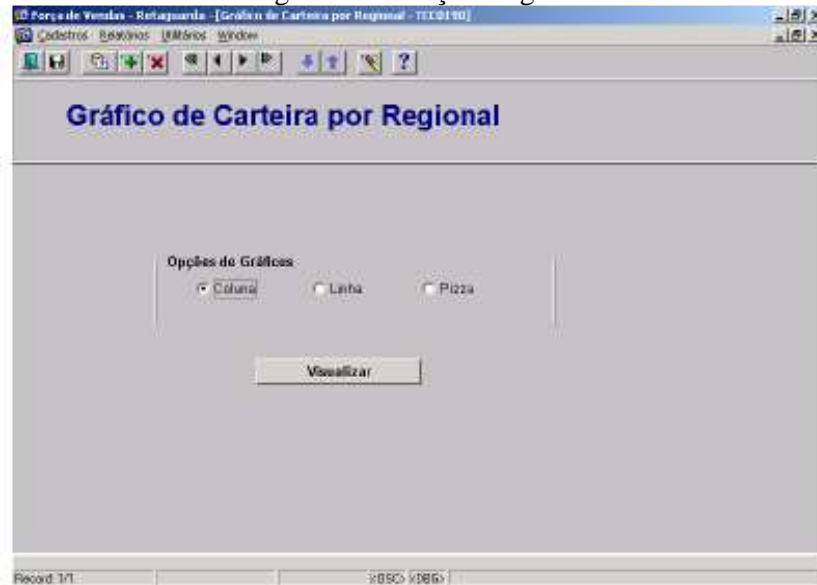 Força de Vendas - Retaguarda - [Gráfico de Carteira por Regional - TECD190]
Cadastros Relatórios Utilitários Window
Gráfico de Carteira por Regional
Opções de Gráficos
Coluna Linha Pizza
Visualizar
Record: 1/1 <OSC> <DBG>